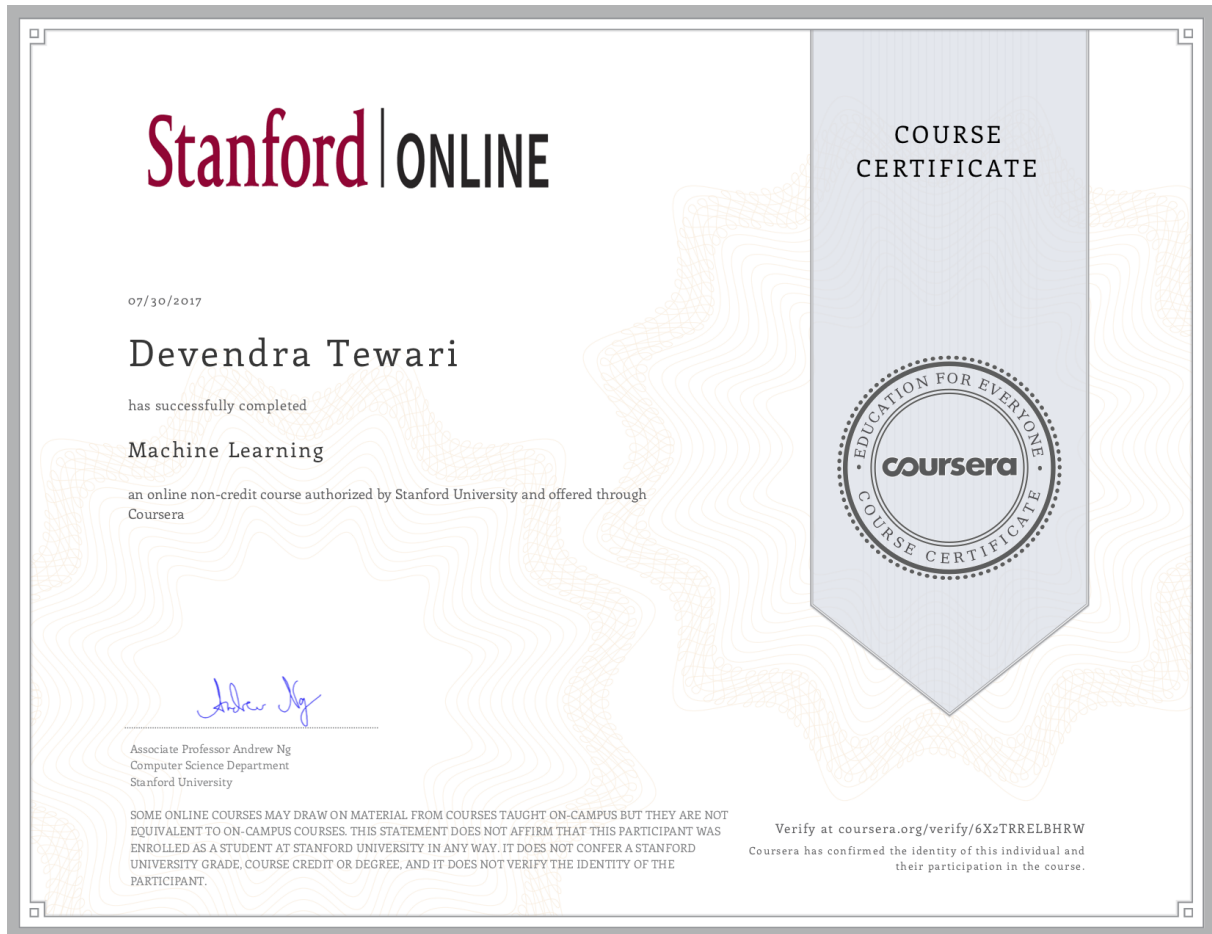 Stanford | ONLINE
COURSE
CERTIFICATE
07/30/2017
Devendra Tewari
has successfully completed
Machine Learning
an online non-credit course authorized by Stanford University and offered through
Coursera
EDUCATION FOR EVERYONE
coursera
COURSE CERTIFICATE
Andrew Ng
Associate Professor Andrew Ng
Computer Science Department
Stanford University
SOME ONLINE COURSES MAY DRAW ON MATERIAL FROM COURSES TAUGHT ON-CAMPUS BUT THEY ARE NOT
EQUIVALENT TO ON-CAMPUS COURSES. THIS STATEMENT DOES NOT AFFIRM THAT THIS PARTICIPANT WAS
ENROLLED AS A STUDENT AT STANFORD UNIVERSITY IN ANY WAY. IT DOES NOT CONFER A STANFORD
UNIVERSITY GRADE, COURSE CREDIT OR DEGREE, AND IT DOES NOT VERIFY THE IDENTITY OF THE
PARTICIPANT.
Verify at coursera.org/verify/6X2TRRELBHRW
Coursera has confirmed the identity of this individual and
their participation in the course.